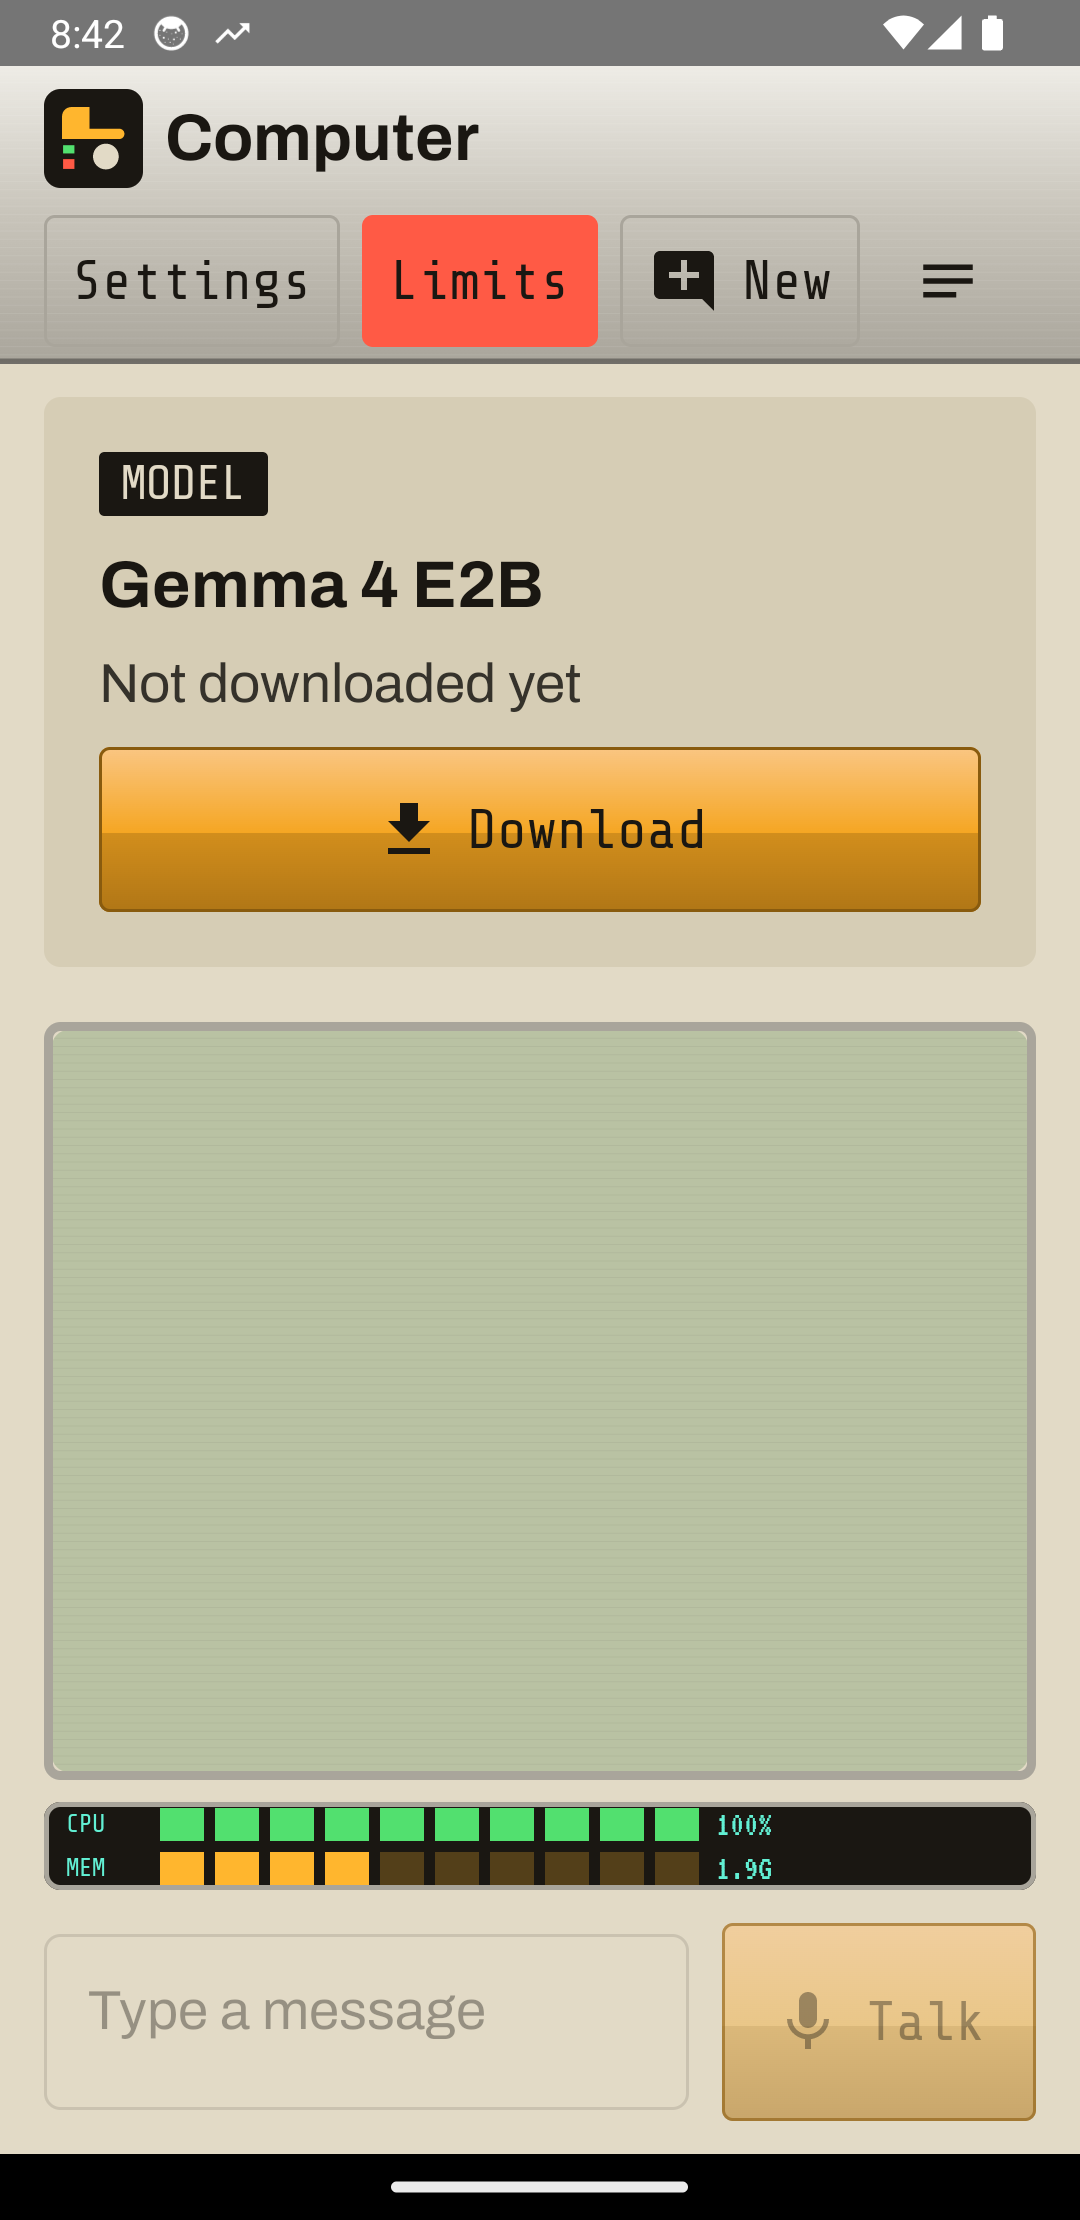 8:42
Computer
Settings
Limits
New
MODEL
Gemma 4 E2B
Not downloaded yet
Download
CPU 100%
MEM 1.9G
Type a message
Talk